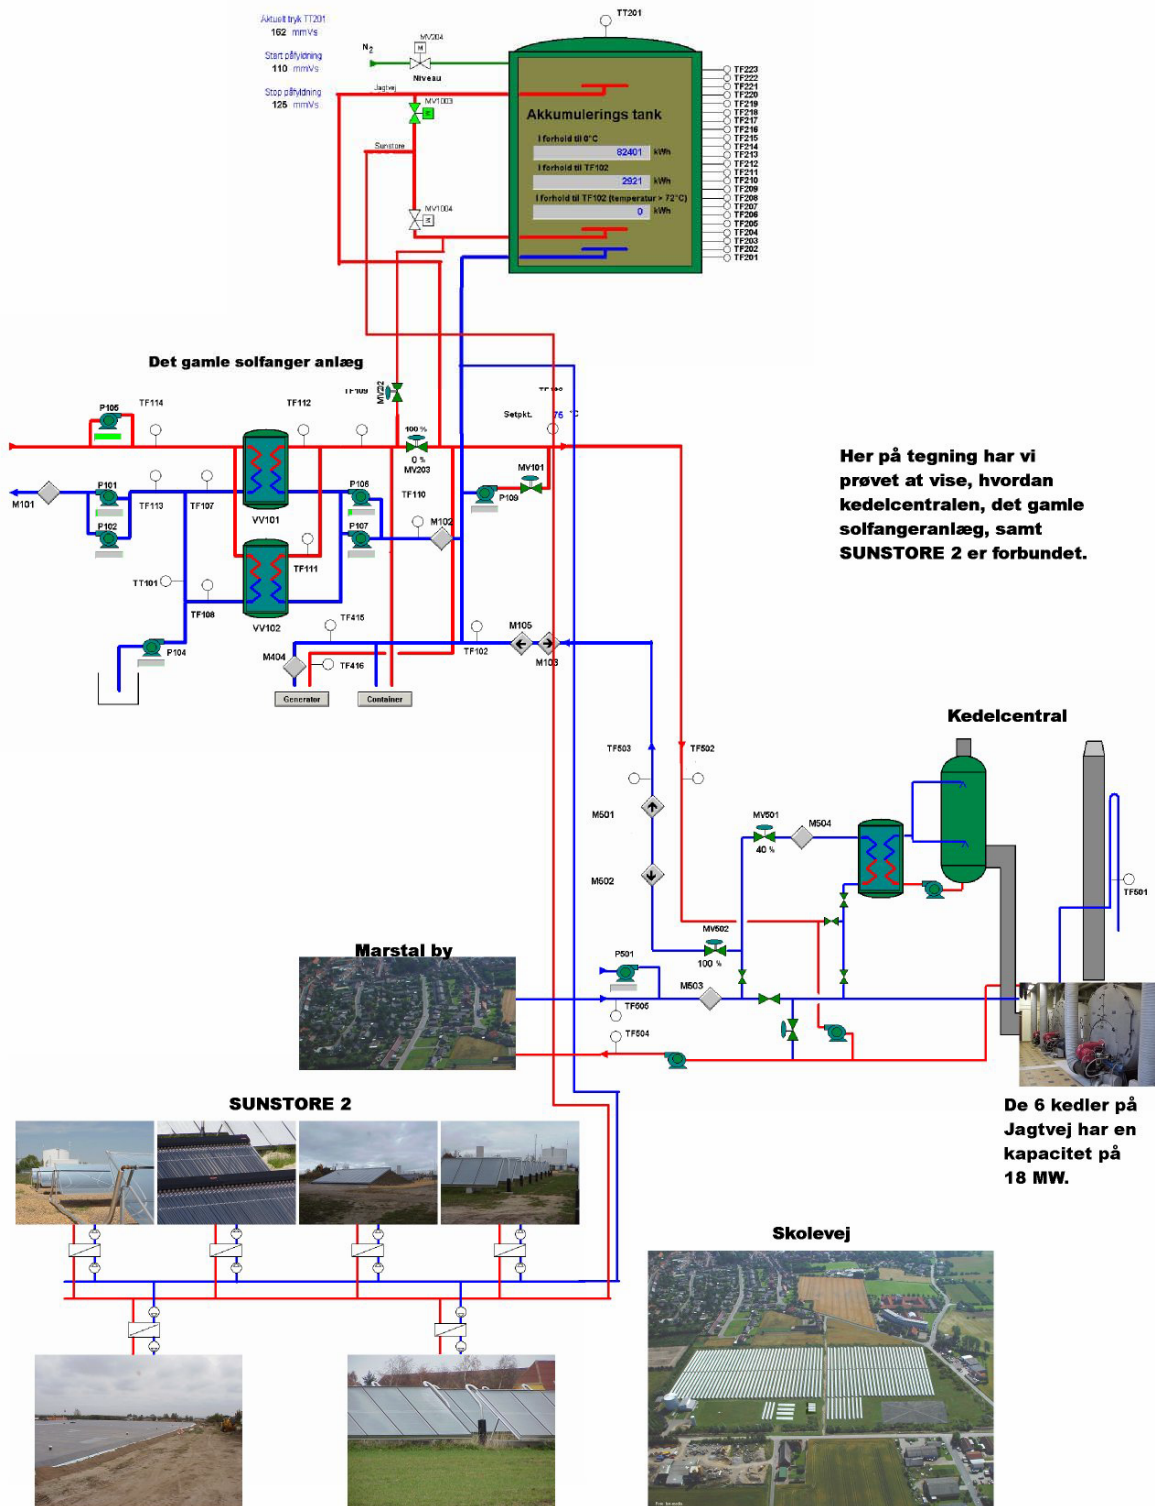 Aktuelt tryk TT201
162 mmVs
Start påfyldning
110 mmVs
Stop påfyldning
125 mmVs
N2
MV204
Niveau
Jagtvej
MV1003
Sunstore
MV1004
TT201
Akkumulerings tank
I forhold til 0°C
82401 kWh
I forhold til TF102
2921 kWh
I forhold til TF102 (temperatur > 72°C)
0 kWh
TF223
TF222
TF221
TF220
TF219
TF218
TF217
TF216
TF215
TF214
TF213
TF212
TF211
TF210
TF209
TF208
TF207
TF206
TF205
TF204
TF203
TF202
TF201
Det gamle solfanger anlæg
P105
TF114
TF112
TF109
Setpkt. 75 °C
100 %
0 %
MV203
MV101
P109
M101
P101
P102
TF113
TF107
VV101
P106
P107
TF110
M102
TF111
TT101
TF108
VV102
P104
TF415
M404
TF416
TF102
M105
M103
Generator
Container
Her på tegning har vi
prøvet at vise, hvordan
kedelcentralen, det gamle
solfangeranlæg, samt
SUNSTORE 2 er forbundet.
Kedelcentral
TF503
TF502
M501
M502
MV501
40 %
M504
TF501
MV502
100 %
Marstal by
P501
M503
TF505
TF504
De 6 kedler på
Jagtvej har en
kapacitet på
18 MW.
SUNSTORE 2
Skolevej